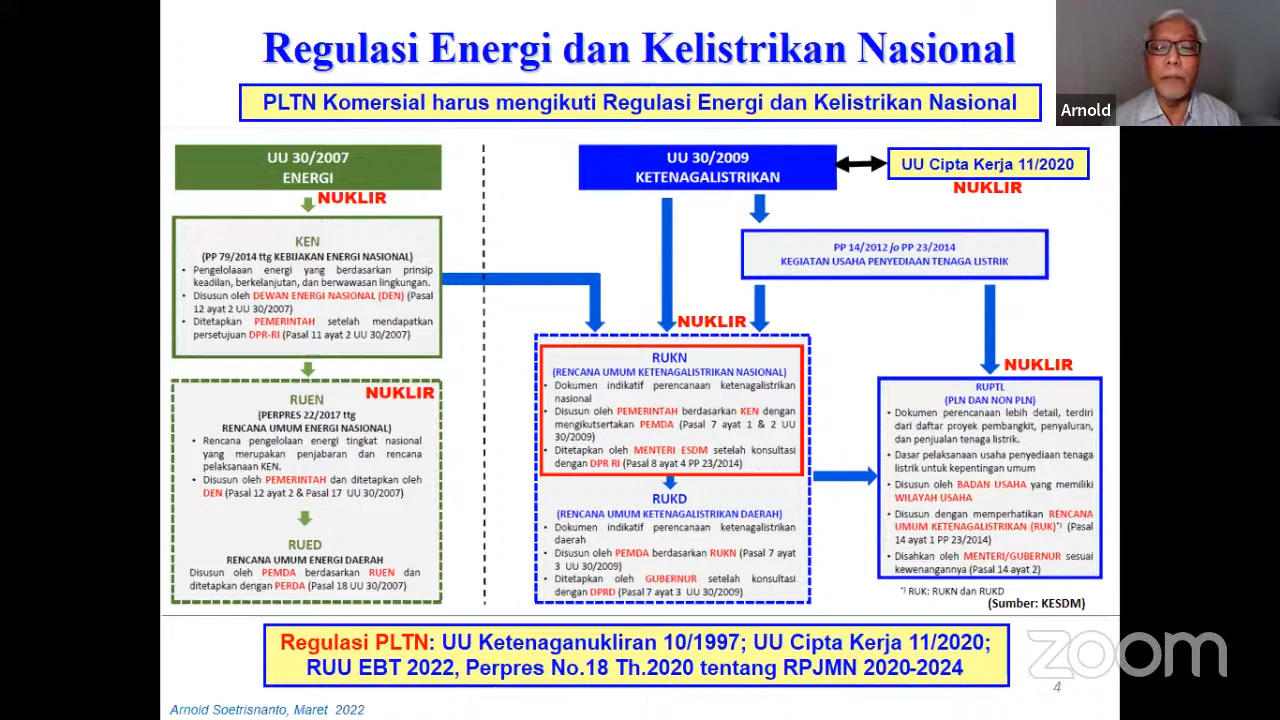 Regulasi Energi dan Kelistrikan Nasional
PLTN Komersial harus mengikuti Regulasi Energi dan Kelistrikan Nasional
Arnold
UU 30/2007
ENERGI
NUKLIR
KEN
(PP 79/2014 ttg KEBIJAKAN ENERGI NASIONAL)
• Pengelolaaan energi yang berdasarkan prinsip
keadilan, berkelanjutan, dan berwawasan lingkungan.
• Disusun oleh DEWAN ENERGI NASIONAL (DEN) (Pasal
12 ayat 2 UU 30/2007)
• Ditetapkan PEMERINTAH setelah mendapatkan
persetujuan DPR-RI (Pasal 11 ayat 2 UU 30/2007)
NUKLIR
RUEN
(PERPRES 22/2017 ttg
RENCANA UMUM ENERGI NASIONAL)
• Rencana pengelolaan energi tingkat nasional
yang merupakan penjabaran dan rencana
pelaksanaan KEN.
• Disusun oleh PEMERINTAH dan ditetapkan oleh
DEN (Pasal 12 ayat 2 & Pasal 17 UU 30/2007)
RUED
RENCANA UMUM ENERGI DAERAH
Disusun oleh PEMDA berdasarkan RUEN dan
ditetapkan dengan PERDA (Pasal 18 UU 30/2007)
UU 30/2009
KETENAGALISTRIKAN
UU Cipta Kerja 11/2020
NUKLIR
PP 14/2012 jo PP 23/2014
KEGIATAN USAHA PENYEDIAAN TENAGA LISTRIK
NUKLIR
RUKN
(RENCANA UMUM KETENAGALISTRIKAN NASIONAL)
• Dokumen indikatif perencanaan ketenagalistrikan
nasional
• Disusun oleh PEMERINTAH berdasarkan KEN dengan
mengikutsertakan PEMDA (Pasal 7 ayat 1 & 2 UU
30/2009)
• Ditetapkan oleh MENTERI ESDM setelah konsultasi
dengan DPR RI (Pasal 8 ayat 4 PP 23/2014)
RUKD
(RENCANA UMUM KETENAGALISTRIKAN DAERAH)
• Dokumen indikatif perencanaan ketenagalistrikan
daerah
• Disusun oleh PEMDA berdasarkan RUKN (Pasal 7 ayat
3 UU 30/2009)
• Ditetapkan oleh GUBERNUR setelah konsultasi
dengan DPRD (Pasal 7 ayat 3 UU 30/2009)
NUKLIR
RUPTL
(PLN DAN NON PLN)
• Dokumen perencanaan lebih detail, terdiri
dari daftar proyek pembangkit, penyaluran,
dan penjualan tenaga listrik.
• Dasar pelaksanaan usaha penyediaan tenaga
listrik untuk kepentingan umum
• Disusun oleh BADAN USAHA yang memiliki
WILAYAH USAHA
• Disusun dengan memperhatikan RENCANA
UMUM KETENAGALISTRIKAN (RUK)*) (Pasal
14 ayat 1 PP 23/2014)
• Disahkan oleh MENTERI/GUBERNUR sesuai
kewenangannya (Pasal 14 ayat 2)
*) RUK: RUKN dan RUKD
(Sumber: KESDM)
Regulasi PLTN: UU Ketenaganukliran 10/1997; UU Cipta Kerja 11/2020;
RUU EBT 2022, Perpres No.18 Th.2020 tentang RPJMN 2020-2024
zoom
4
Arnold Soetrisnanto, Maret 2022